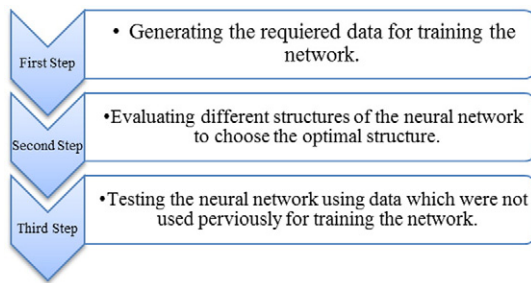 First Step
• Generating the requiered data for training the
network.
Second Step
•Evaluating different structures of the neural network
to choose the optimal structure.
Third Step
•Testing the neural network using data which were not
used perviously for training the network.